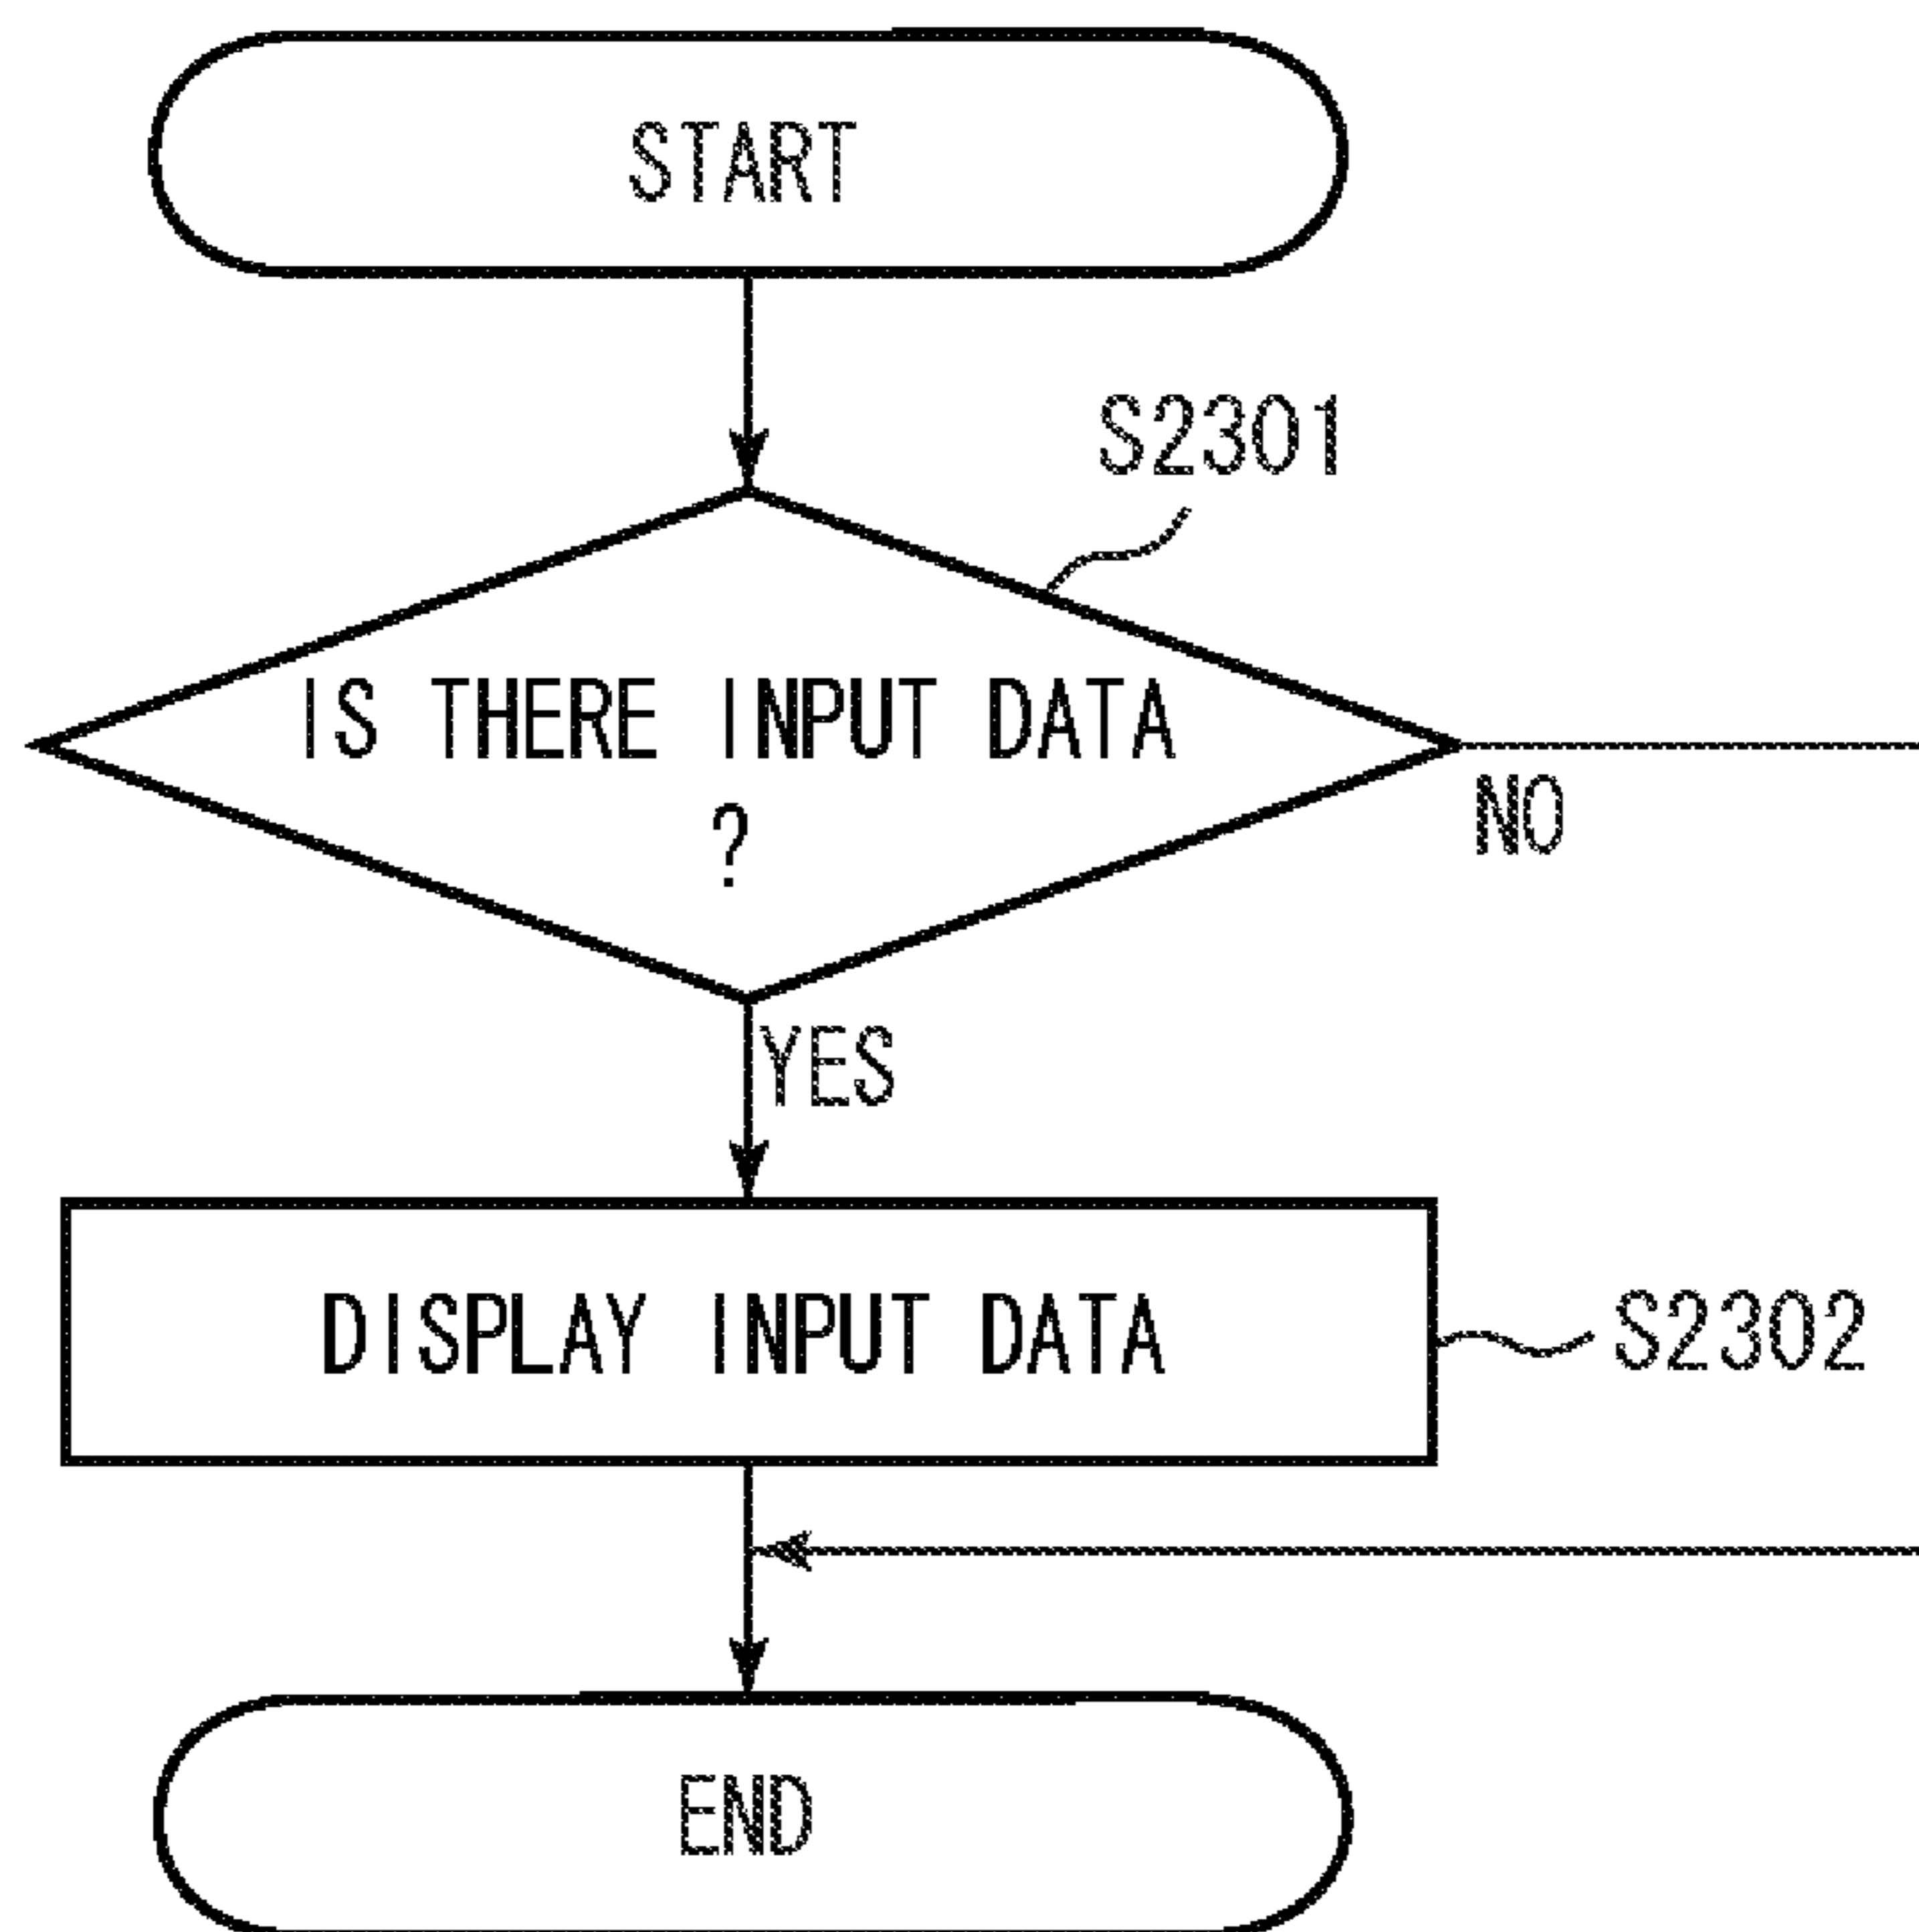 START
S2301
IS THERE INPUT DATA
?
NO
YES
DISPLAY INPUT DATA
S2302
END